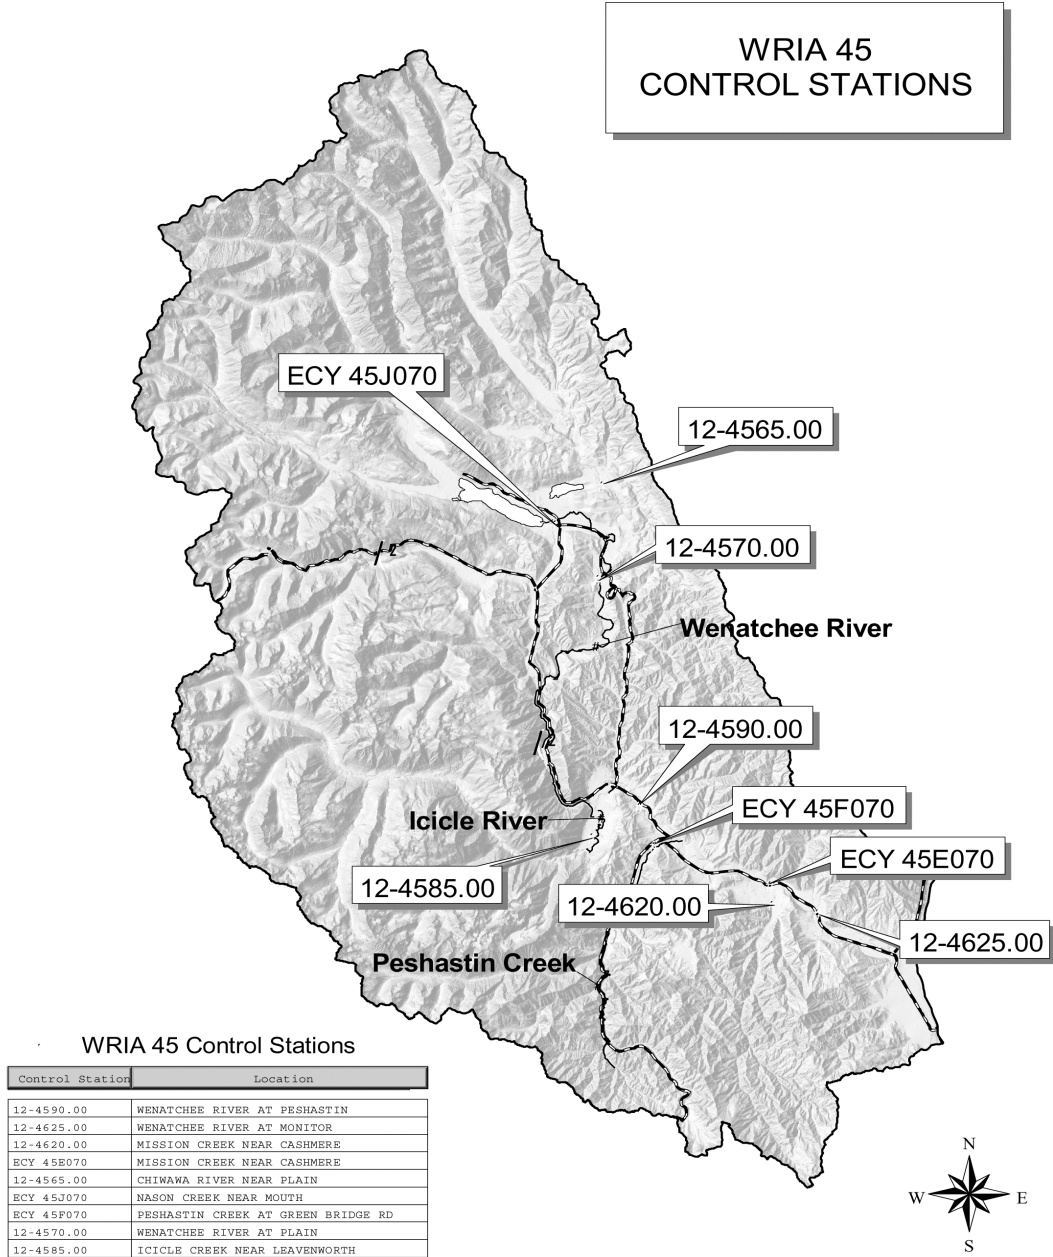 WRIA 45
CONTROL STATIONS
ECY 45J070
12-4565.00
12-4570.00
Wenatchee River
12-4590.00
ECY 45F070
Icicle River
ECY 45E070
12-4585.00
12-4620.00
12-4625.00
Peshastin Creek
WRIA 45 Control Stations
Control Station Location
12-4590.00 WENATCHEE RIVER AT PESHASTIN
12-4625.00 WENATCHEE RIVER AT MONITOR
12-4620.00 MISSION CREEK NEAR CASHMERE
ECY 45E070 MISSION CREEK NEAR CASHMERE
12-4565.00 CHIWAWA RIVER NEAR PLAIN
ECY 45J070 NASON CREEK NEAR MOUTH
ECY 45F070 PESHASTIN CREEK AT GREEN BRIDGE RD
12-4570.00 WENATCHEE RIVER AT PLAIN
12-4585.00 ICICLE CREEK NEAR LEAVENWORTH
N
W E
S